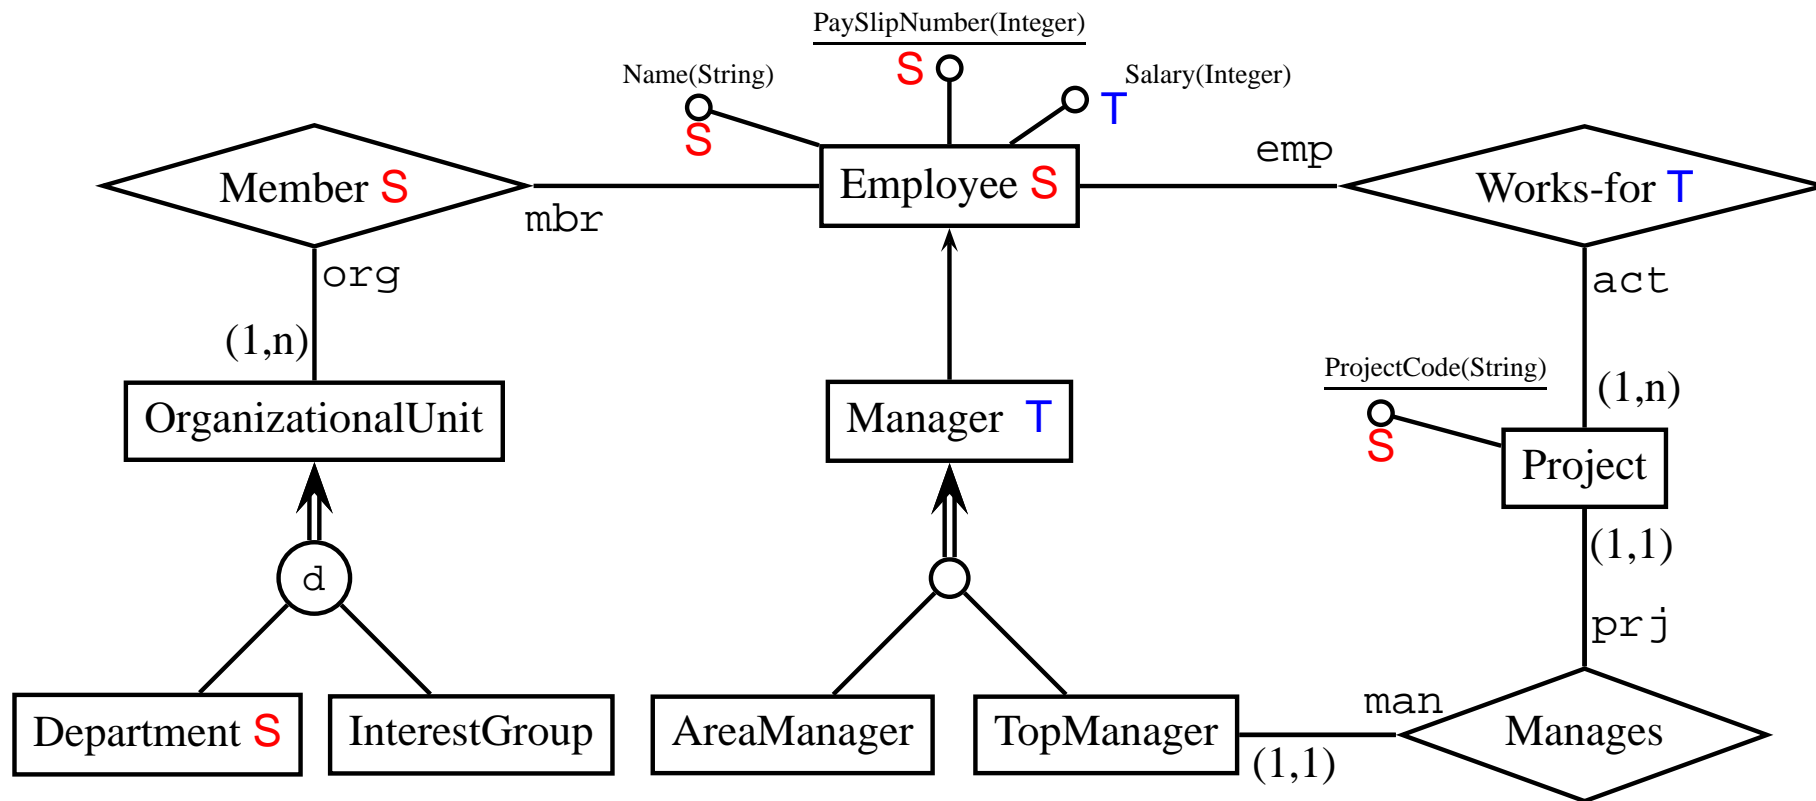 PaySlipNumber(Integer)
Name(String)
S
Salary(Integer)
S
T
Member S
mbr
Employee S
emp
Works-for T
org
act
(1,n)
ProjectCode(String)
(1,n)
OrganizationalUnit
Manager T
S
Project
(1,1)
d
prj
Department S
InterestGroup
AreaManager
TopManager
man
(1,1)
Manages